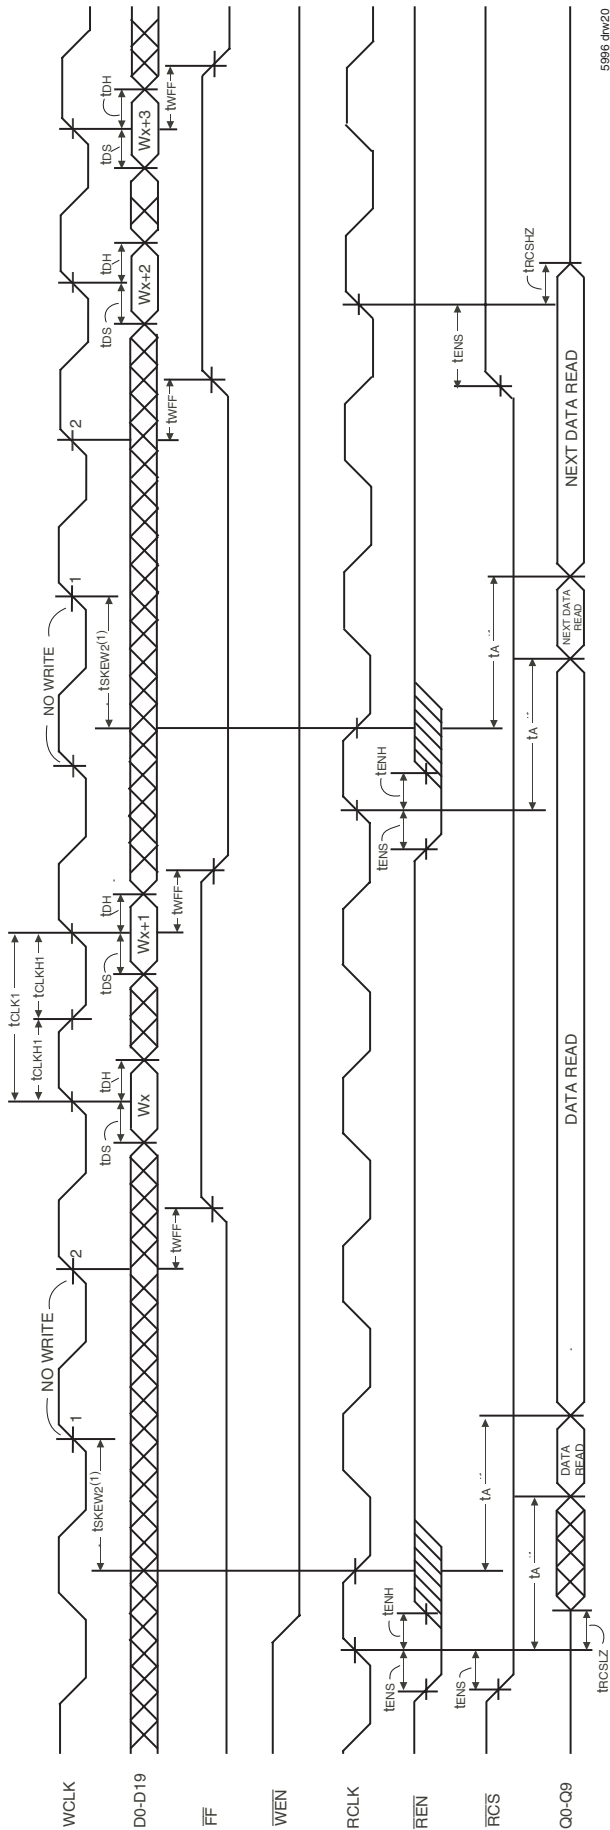 tCLK1
NO WRITE
tCLKH1
tCLKH1
NO WRITE
WCLK
1
2
1
2
tSKEW2(1)
tDS
tDH
tDS
tDH
tSKEW2(1)
tDS
tDH
tDS
tDH
D0-D19
Wx
Wx+1
Wx+2
Wx+3
tWFF
tWFF
tWFF
tWFF
FF
WEN
RCLK
tENS
tENH
tENS
tENH
REN
tENS
tA
tA
tENS
RCS
tA
tA
tRCSHZ
Q0-Q9
DATA READ
DATA READ
NEXT DATA READ
NEXT DATA READ
tRCSLZ
5996 drw20